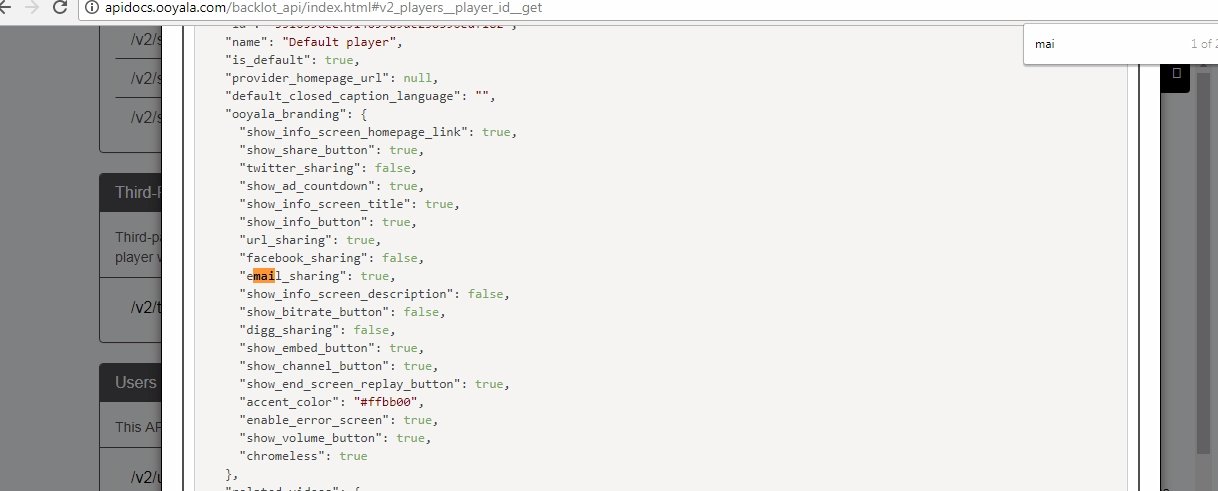 apidocs.ooyala.com/backlot_api/index.html#v2_players__player_id__get
mai
1 of 2
"name": "Default player",
"is_default": true,
"provider_homepage_url": null,
"default_closed_caption_language": "",
"ooyala_branding": {
"show_info_screen_homepage_link": true,
"show_share_button": true,
"twitter_sharing": false,
"show_ad_countdown": true,
"show_info_screen_title": true,
"show_info_button": true,
"url_sharing": true,
"facebook_sharing": false,
"email_sharing": true,
"show_info_screen_description": false,
"show_bitrate_button": false,
"digg_sharing": false,
"show_embed_button": true,
"show_channel_button": true,
"show_end_screen_replay_button": true,
"accent_color": "#ffbb00",
"enable_error_screen": true,
"show_volume_button": true,
"chromeless": true
},
"related_videos": {
/v2/s
/v2/s
/v2/s
Third-P
Third-pa
player w
/v2/t
Users
This AP
/v2/u